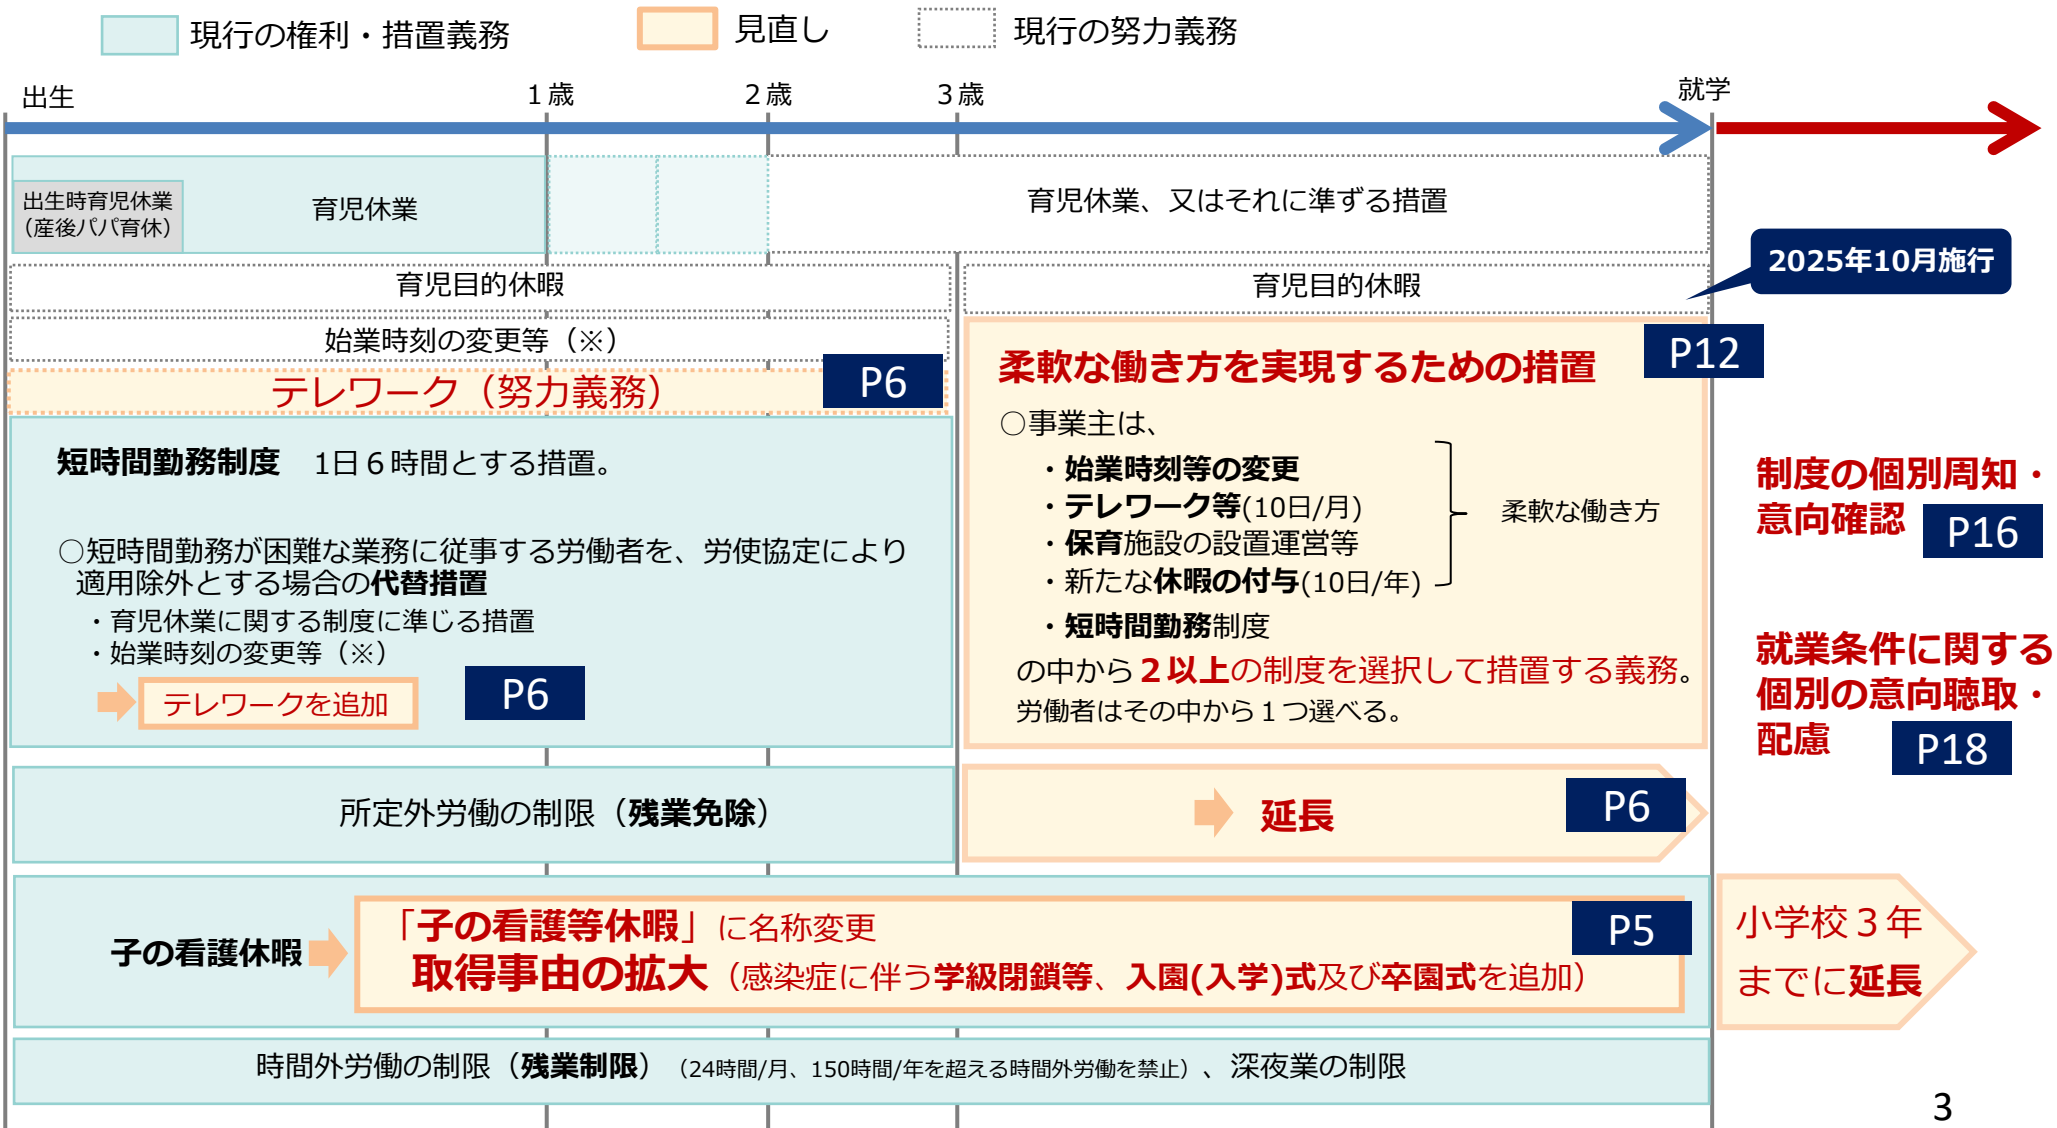 現行の権利・措置義務
見直し
現行の努力義務
出生
1歳
2歳
3歳
就学
出生時育児休業
（産後パパ育休）
育児休業
育児休業、又はそれに準ずる措置
2025年10月施行
育児目的休暇
育児目的休暇
始業時刻の変更等（※）
テレワーク（努力義務）
P6
短時間勤務制度　1日６時間とする措置。
○短時間勤務が困難な業務に従事する労働者を、労使協定により
適用除外とする場合の代替措置
・育児休業に関する制度に準じる措置
・始業時刻の変更等（※）
テレワークを追加
P6
柔軟な働き方を実現するための措置
P12
○事業主は、
・始業時刻等の変更
・テレワーク等(10日/月)
・保育施設の設置運営等
・新たな休暇の付与(10日/年)
柔軟な働き方
・短時間勤務制度
の中から２以上の制度を選択して措置する義務。
労働者はその中から１つ選べる。
制度の個別周知・
意向確認
P16
就業条件に関する
個別の意向聴取・
配慮
P18
所定外労働の制限（残業免除）
延長
P6
子の看護休暇
「子の看護等休暇」に名称変更
P5
取得事由の拡大（感染症に伴う学級閉鎖等、入園(入学)式及び卒園式を追加）
小学校３年
までに延長
時間外労働の制限（残業制限）（24時間/月、150時間/年を超える時間外労働を禁止）、深夜業の制限
3